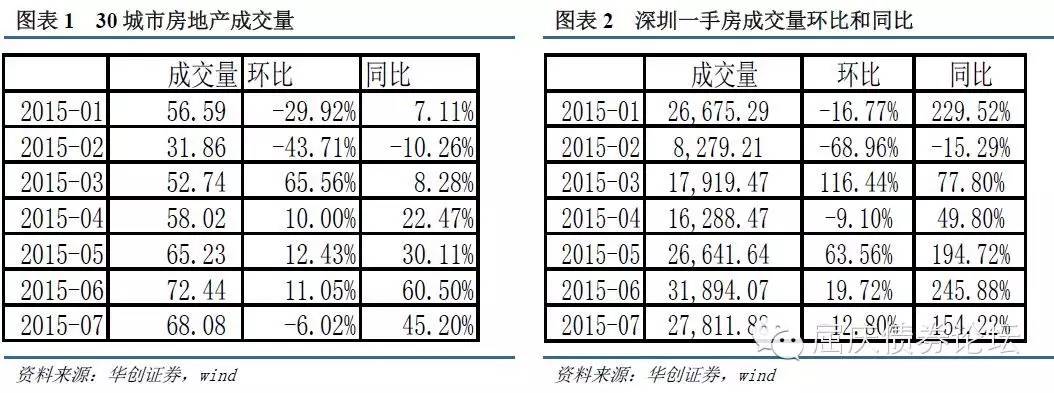 图表 1 30 城市房地产成交量
成交量 环比 同比
2015-01 56.59 -29.92% 7.11%
2015-02 31.86 -43.71% -10.26%
2015-03 52.74 65.56% 8.28%
2015-04 58.02 10.00% 22.47%
2015-05 65.23 12.43% 30.11%
2015-06 72.44 11.05% 60.50%
2015-07 68.08 -6.02% 45.20%
资料来源：华创证券，wind
图表 2 深圳一手房成交量环比和同比
成交量 环比 同比
2015-01 26,675.29 -16.77% 229.52%
2015-02 8,279.21 -68.96% -15.29%
2015-03 17,919.47 116.44% 77.80%
2015-04 16,288.47 -9.10% 49.80%
2015-05 26,641.64 63.56% 194.72%
2015-06 31,894.07 19.72% 245.88%
2015-07 154.22%
屈庆债券论坛
资料来源：华创证券，wind